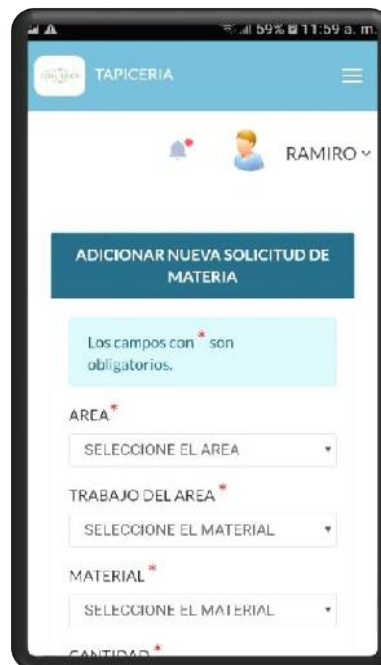 59% 11:59 a. m.
TAPICERIA
RAMIRO
ADICIONAR NUEVA SOLICITUD DE
MATERIA
Los campos con * son
obligatorios.
AREA*
SELECCIONE EL AREA
TRABAJO DEL AREA *
SELECCIONE EL MATERIAL
MATERIAL *
SELECCIONE EL MATERIAL
CANTIDAD *